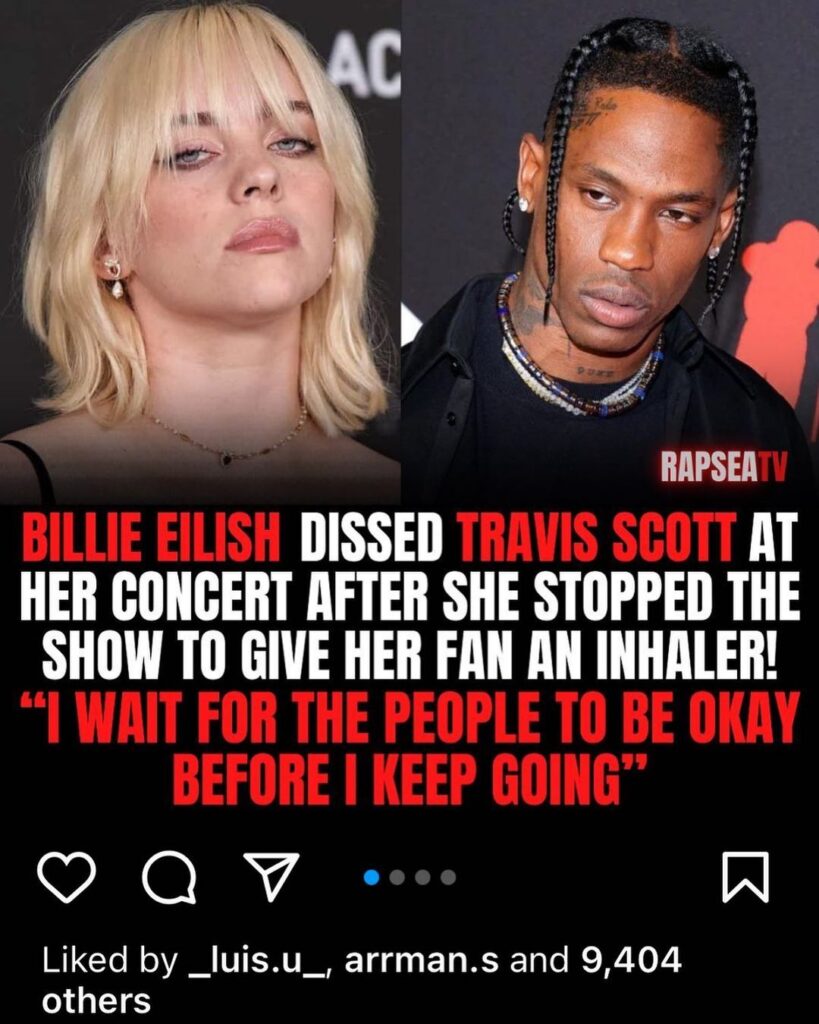 AC
RAPSEATV
BILLIE EILISH DISSED TRAVIS SCOTT AT
HER CONCERT AFTER SHE STOPPED THE
SHOW TO GIVE HER FAN AN INHALER!
“I WAIT FOR THE PEOPLE TO BE OKAY
BEFORE I KEEP GOING”
Liked by _luis.u_, arrman.s and 9,404
others